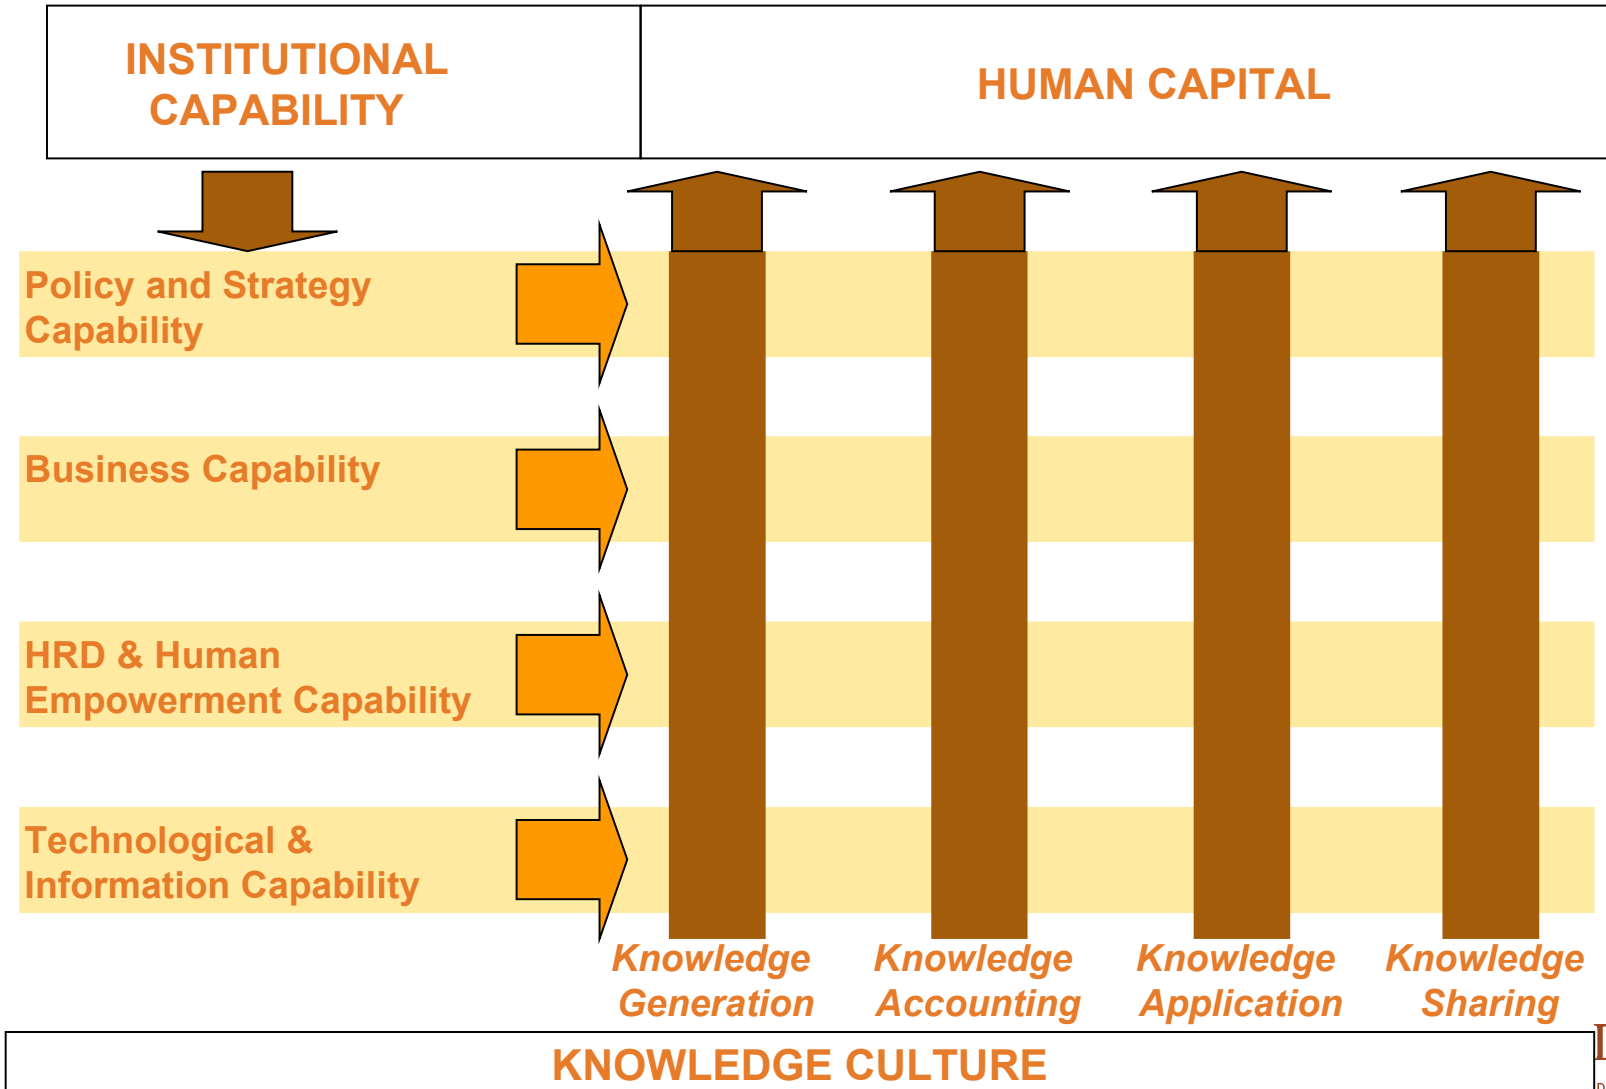 INSTITUTIONAL
CAPABILITY
HUMAN CAPITAL
Policy and Strategy
Capability
Business Capability
HRD & Human
Empowerment Capability
Technological &
Information Capability
Knowledge
Generation
Knowledge
Accounting
Knowledge
Application
Knowledge
Sharing
KNOWLEDGE CULTURE